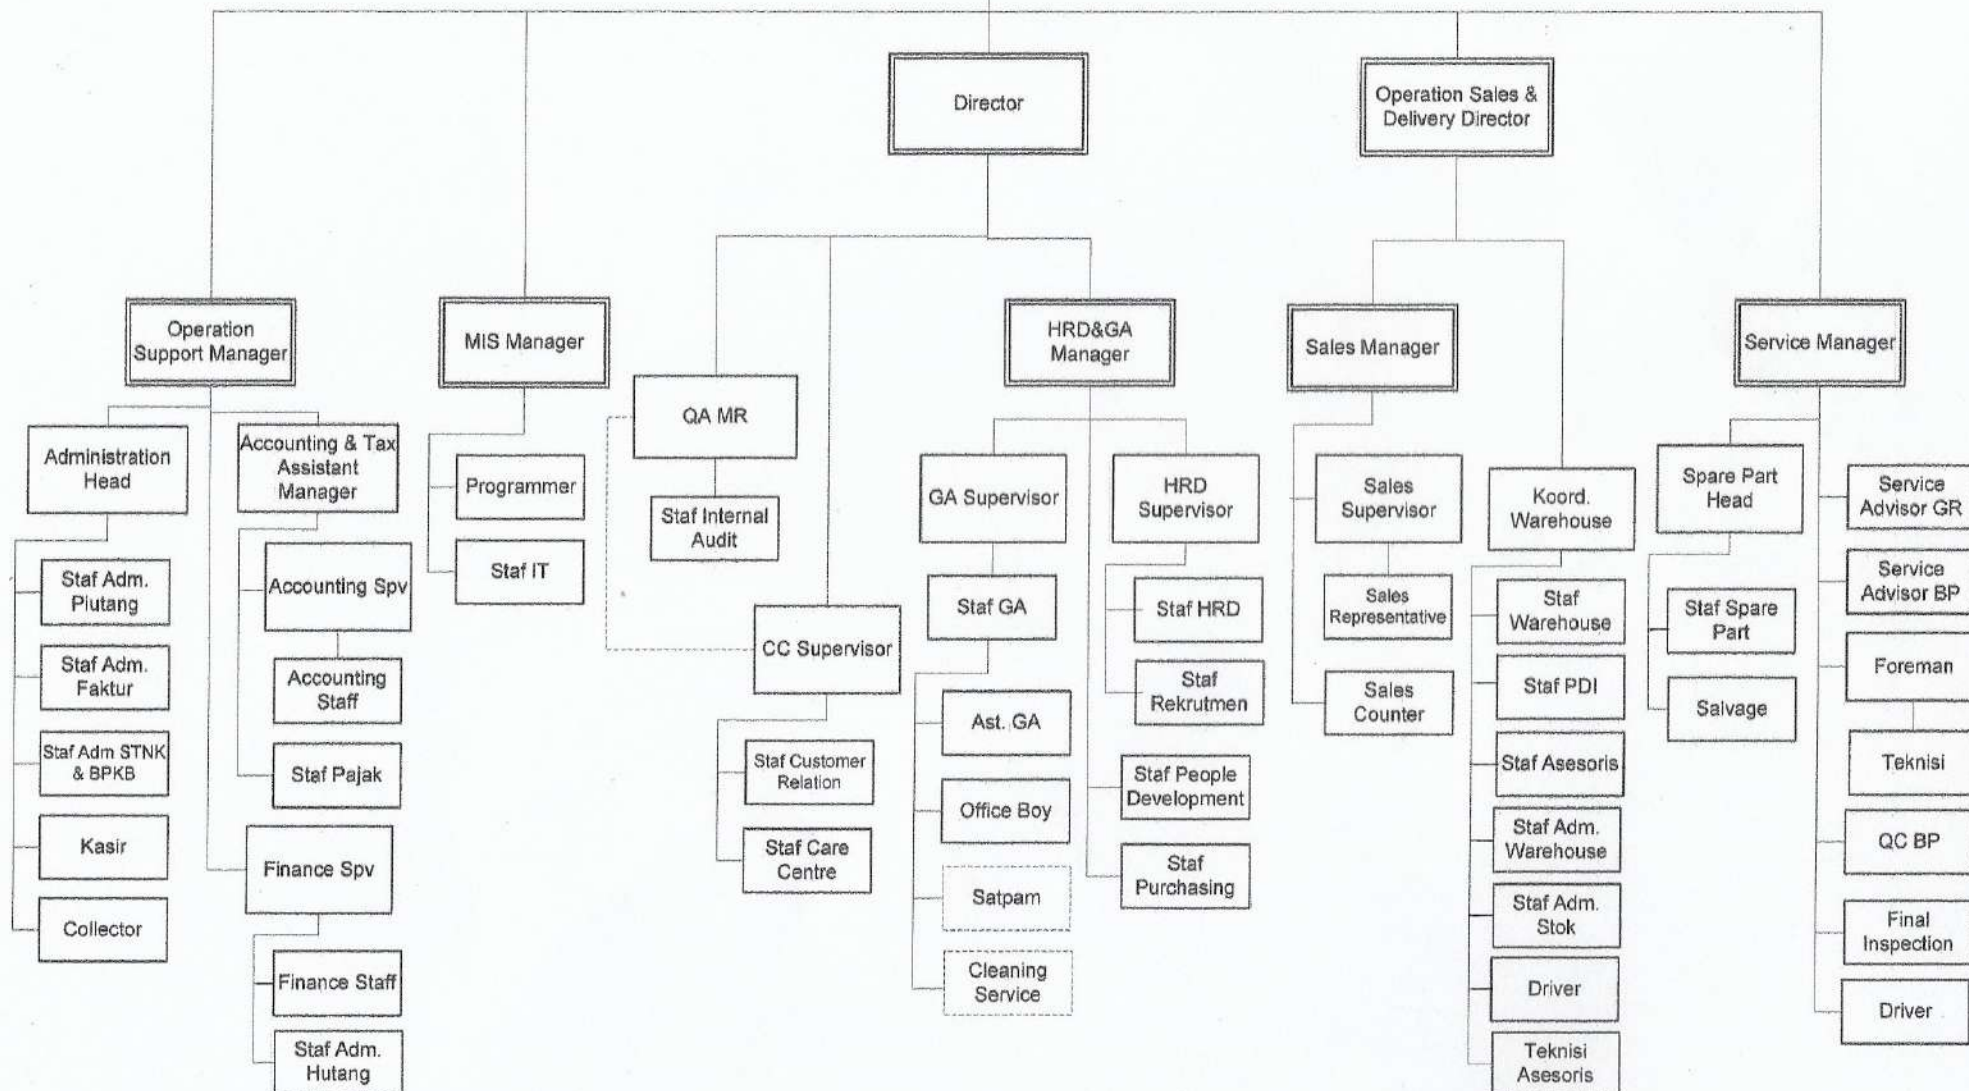 Director
Operation Sales &
Delivery Director
Operation
Support Manager
MIS Manager
HRD&GA
Manager
Sales Manager
Service Manager
QA MR
Staf Internal
Audit
CC Supervisor
Staf Customer
Relation
Staf Care
Centre
Administration
Head
Staf Adm.
Piutang
Staf Adm.
Faktur
Staf Adm STNK
& BPKB
Kasir
Collector
Accounting & Tax
Assistant
Manager
Accounting Spv
Accounting
Staff
Staf Pajak
Finance Spv
Finance Staff
Staf Adm.
Hutang
Programmer
Staf IT
GA Supervisor
Staf GA
Ast. GA
Office Boy
Satpam
Cleaning
Service
HRD
Supervisor
Staf HRD
Staf
Rekrutmen
Staf People
Development
Staf
Purchasing
Sales
Supervisor
Sales
Representative
Sales
Counter
Koord.
Warehouse
Staf
Warehouse
Staf PDI
Staf Asesoris
Staf Adm.
Warehouse
Staf Adm.
Stok
Driver
Teknisi
Asesoris
Spare Part
Head
Staf Spare
Part
Salvage
Service
Advisor GR
Service
Advisor BP
Foreman
Teknisi
QC BP
Final
Inspection
Driver